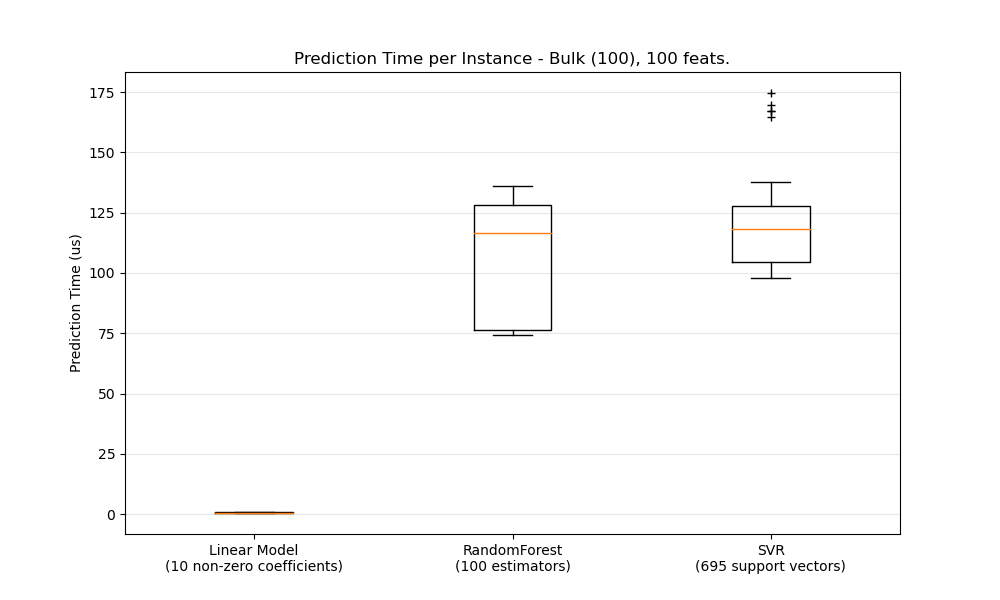 Prediction Time per Instance - Bulk (100), 100 feats.
Prediction Time (us)
175
150
125
100
75
50
25
0
Linear Model
(10 non-zero coefficients)
RandomForest
(100 estimators)
SVR
(695 support vectors)